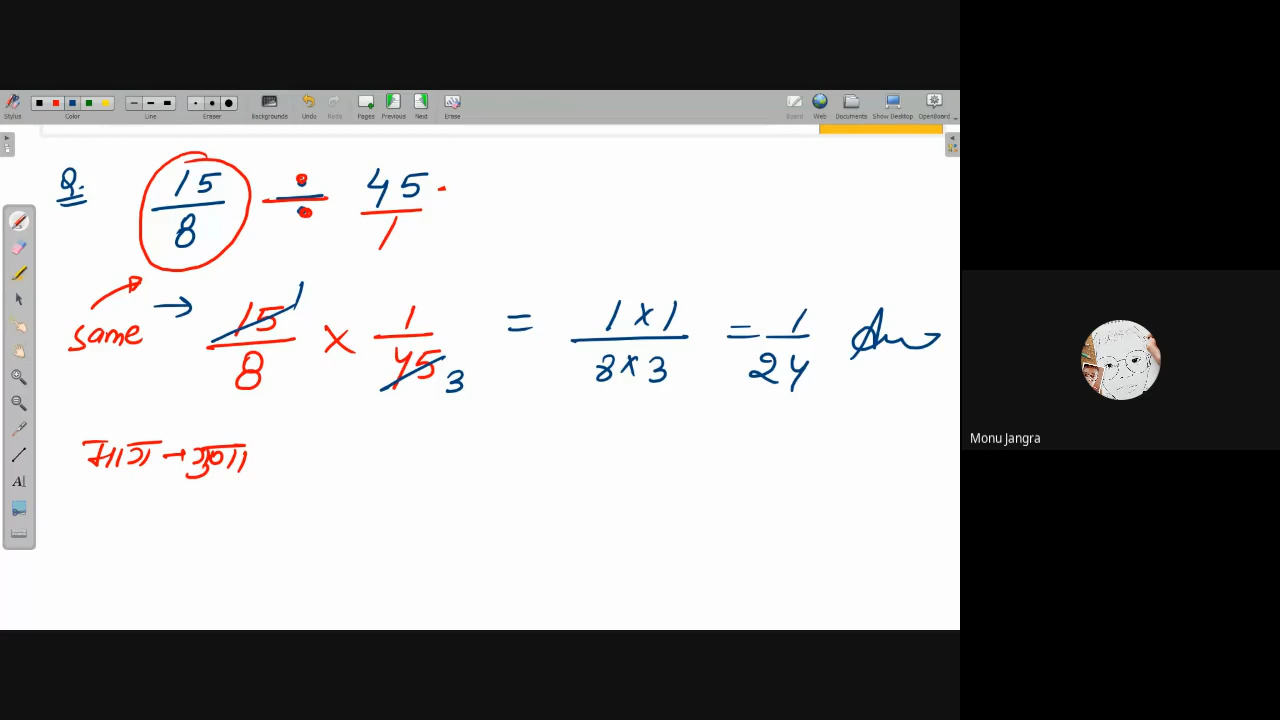 Stylus Color Line Eraser Backgrounds Undo Redo Pages Previous Next Erase Board Web Documents Show Desktop OpenBoard
Q. 15/8 ÷ 45/1
same → 15/8 1 × 1/45 3 = 1×1/8×3 = 1/24 Ans
भाग → गुणा
Monu Jangra